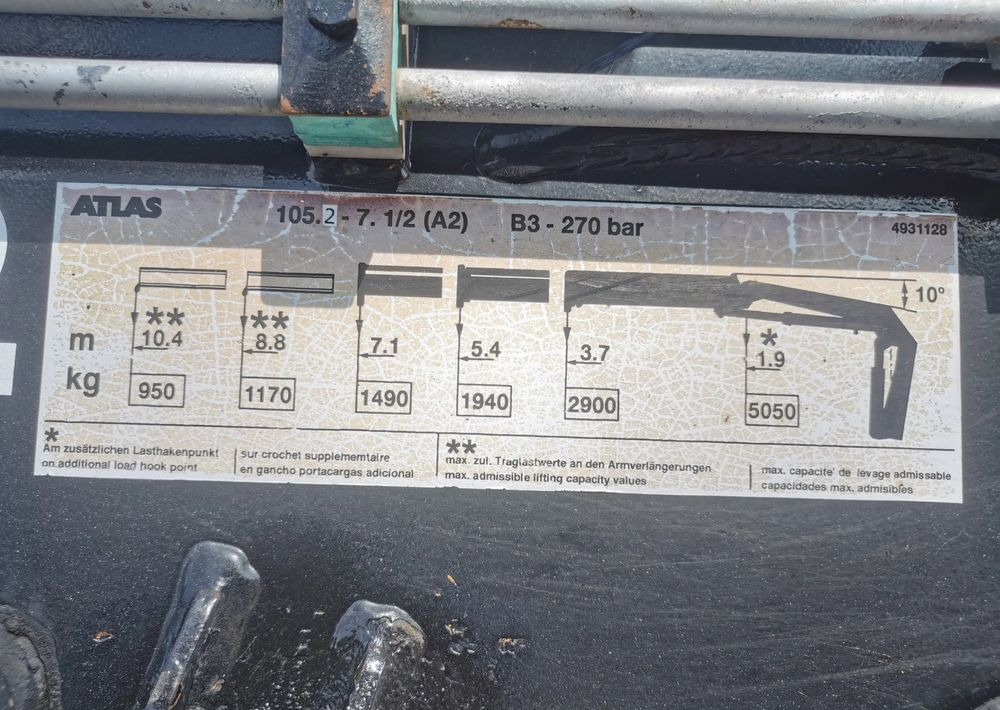 ATLAS 105.2 - 7. 1/2 (A2) B3 - 270 bar 4931128
10°
** ** *
m 10.4 8.8 7.1 5.4 3.7 1.9
kg 950 1170 1490 1940 2900 5050
*
Am zusätzlichen Lasthakenpunkt
on additional load hook point
sur crochet supplememtaire
en gancho portacargas adicional
**
max. zul. Traglastwerte an den Armverlängerungen
max. admissible lifting capacity values
max. capacite' de levage admissable
capacidades max. admisibles